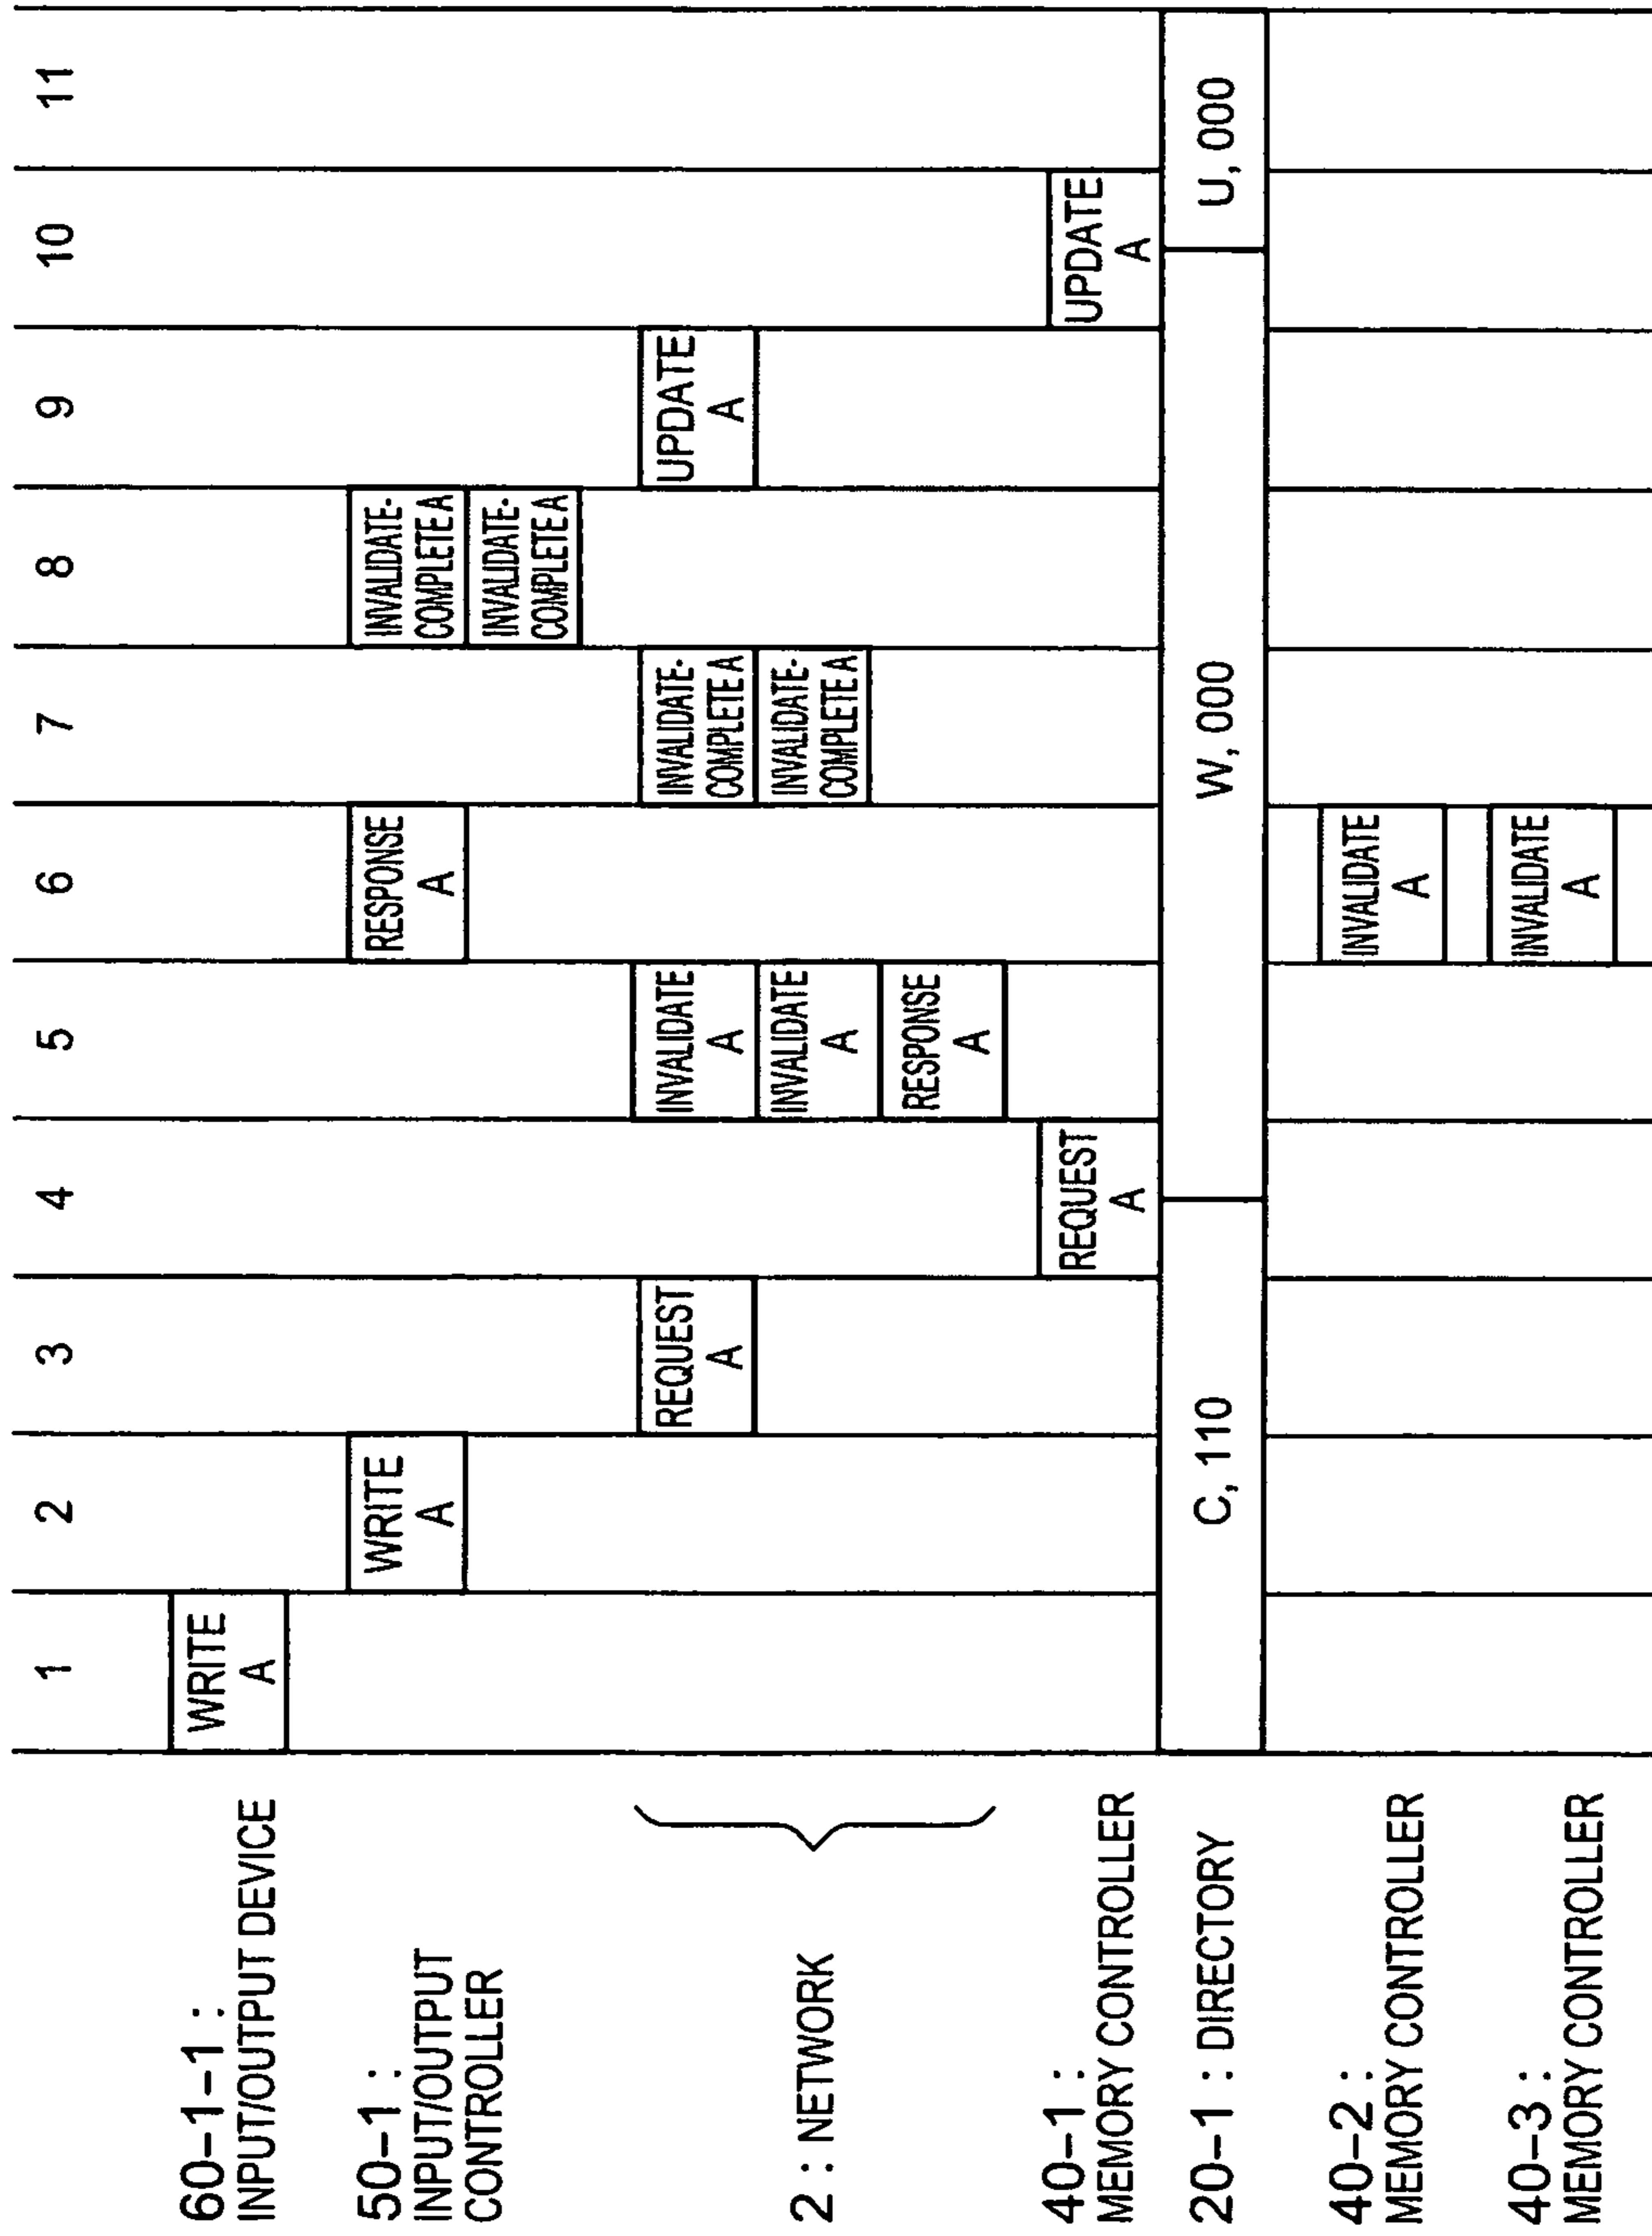 1 2 3 4 5 6 7 8 9 10 11
60-1-1 :
INPUT/OUTPUT DEVICE
WRITE
A
50-1 :
INPUT/OUTPUT
CONTROLLER
WRITE
A
RESPONSE
A
INVALIDATE-
COMPLETE A
INVALIDATE-
COMPLETE A
2 : NETWORK
REQUEST
A
INVALIDATE
A
INVALIDATE
A
RESPONSE
A
INVALIDATE-
COMPLETE A
INVALIDATE-
COMPLETE A
UPDATE
A
40-1 :
MEMORY CONTROLLER
REQUEST
A
UPDATE
A
20-1 : DIRECTORY
C, 110
W, 000
U, 000
40-2 :
MEMORY CONTROLLER
INVALIDATE
A
40-3 :
MEMORY CONTROLLER
INVALIDATE
A